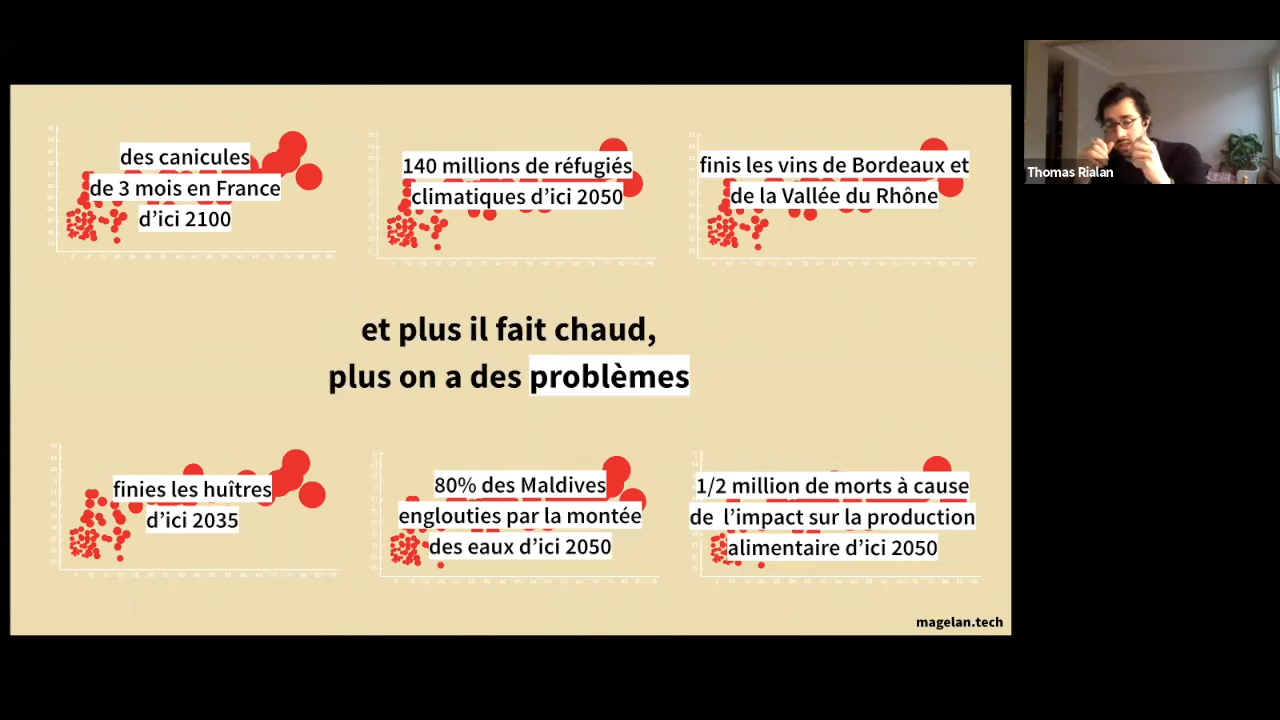 des canicules
de 3 mois en France
d'ici 2100
140 millions de réfugiés
climatiques d'ici 2050
finis les vins de Bordeaux et
de la Vallée du Rhône
Thomas Rialan
et plus il fait chaud,
plus on a des problèmes
finies les huîtres
d'ici 2035
80% des Maldives
englouties par la montée
des eaux d'ici 2050
1/2 million de morts à cause
de l'impact sur la production
alimentaire d'ici 2050
magelan.tech